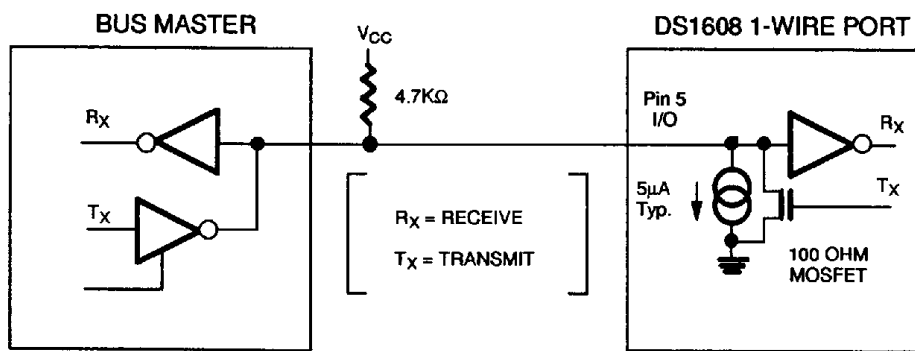 BUS MASTER
DS1608 1-WIRE PORT
VCC
4.7KΩ
RX
TX
RX = RECEIVE
TX = TRANSMIT
Pin 5
I/O
RX
TX
5μA
Typ.
100 OHM
MOSFET